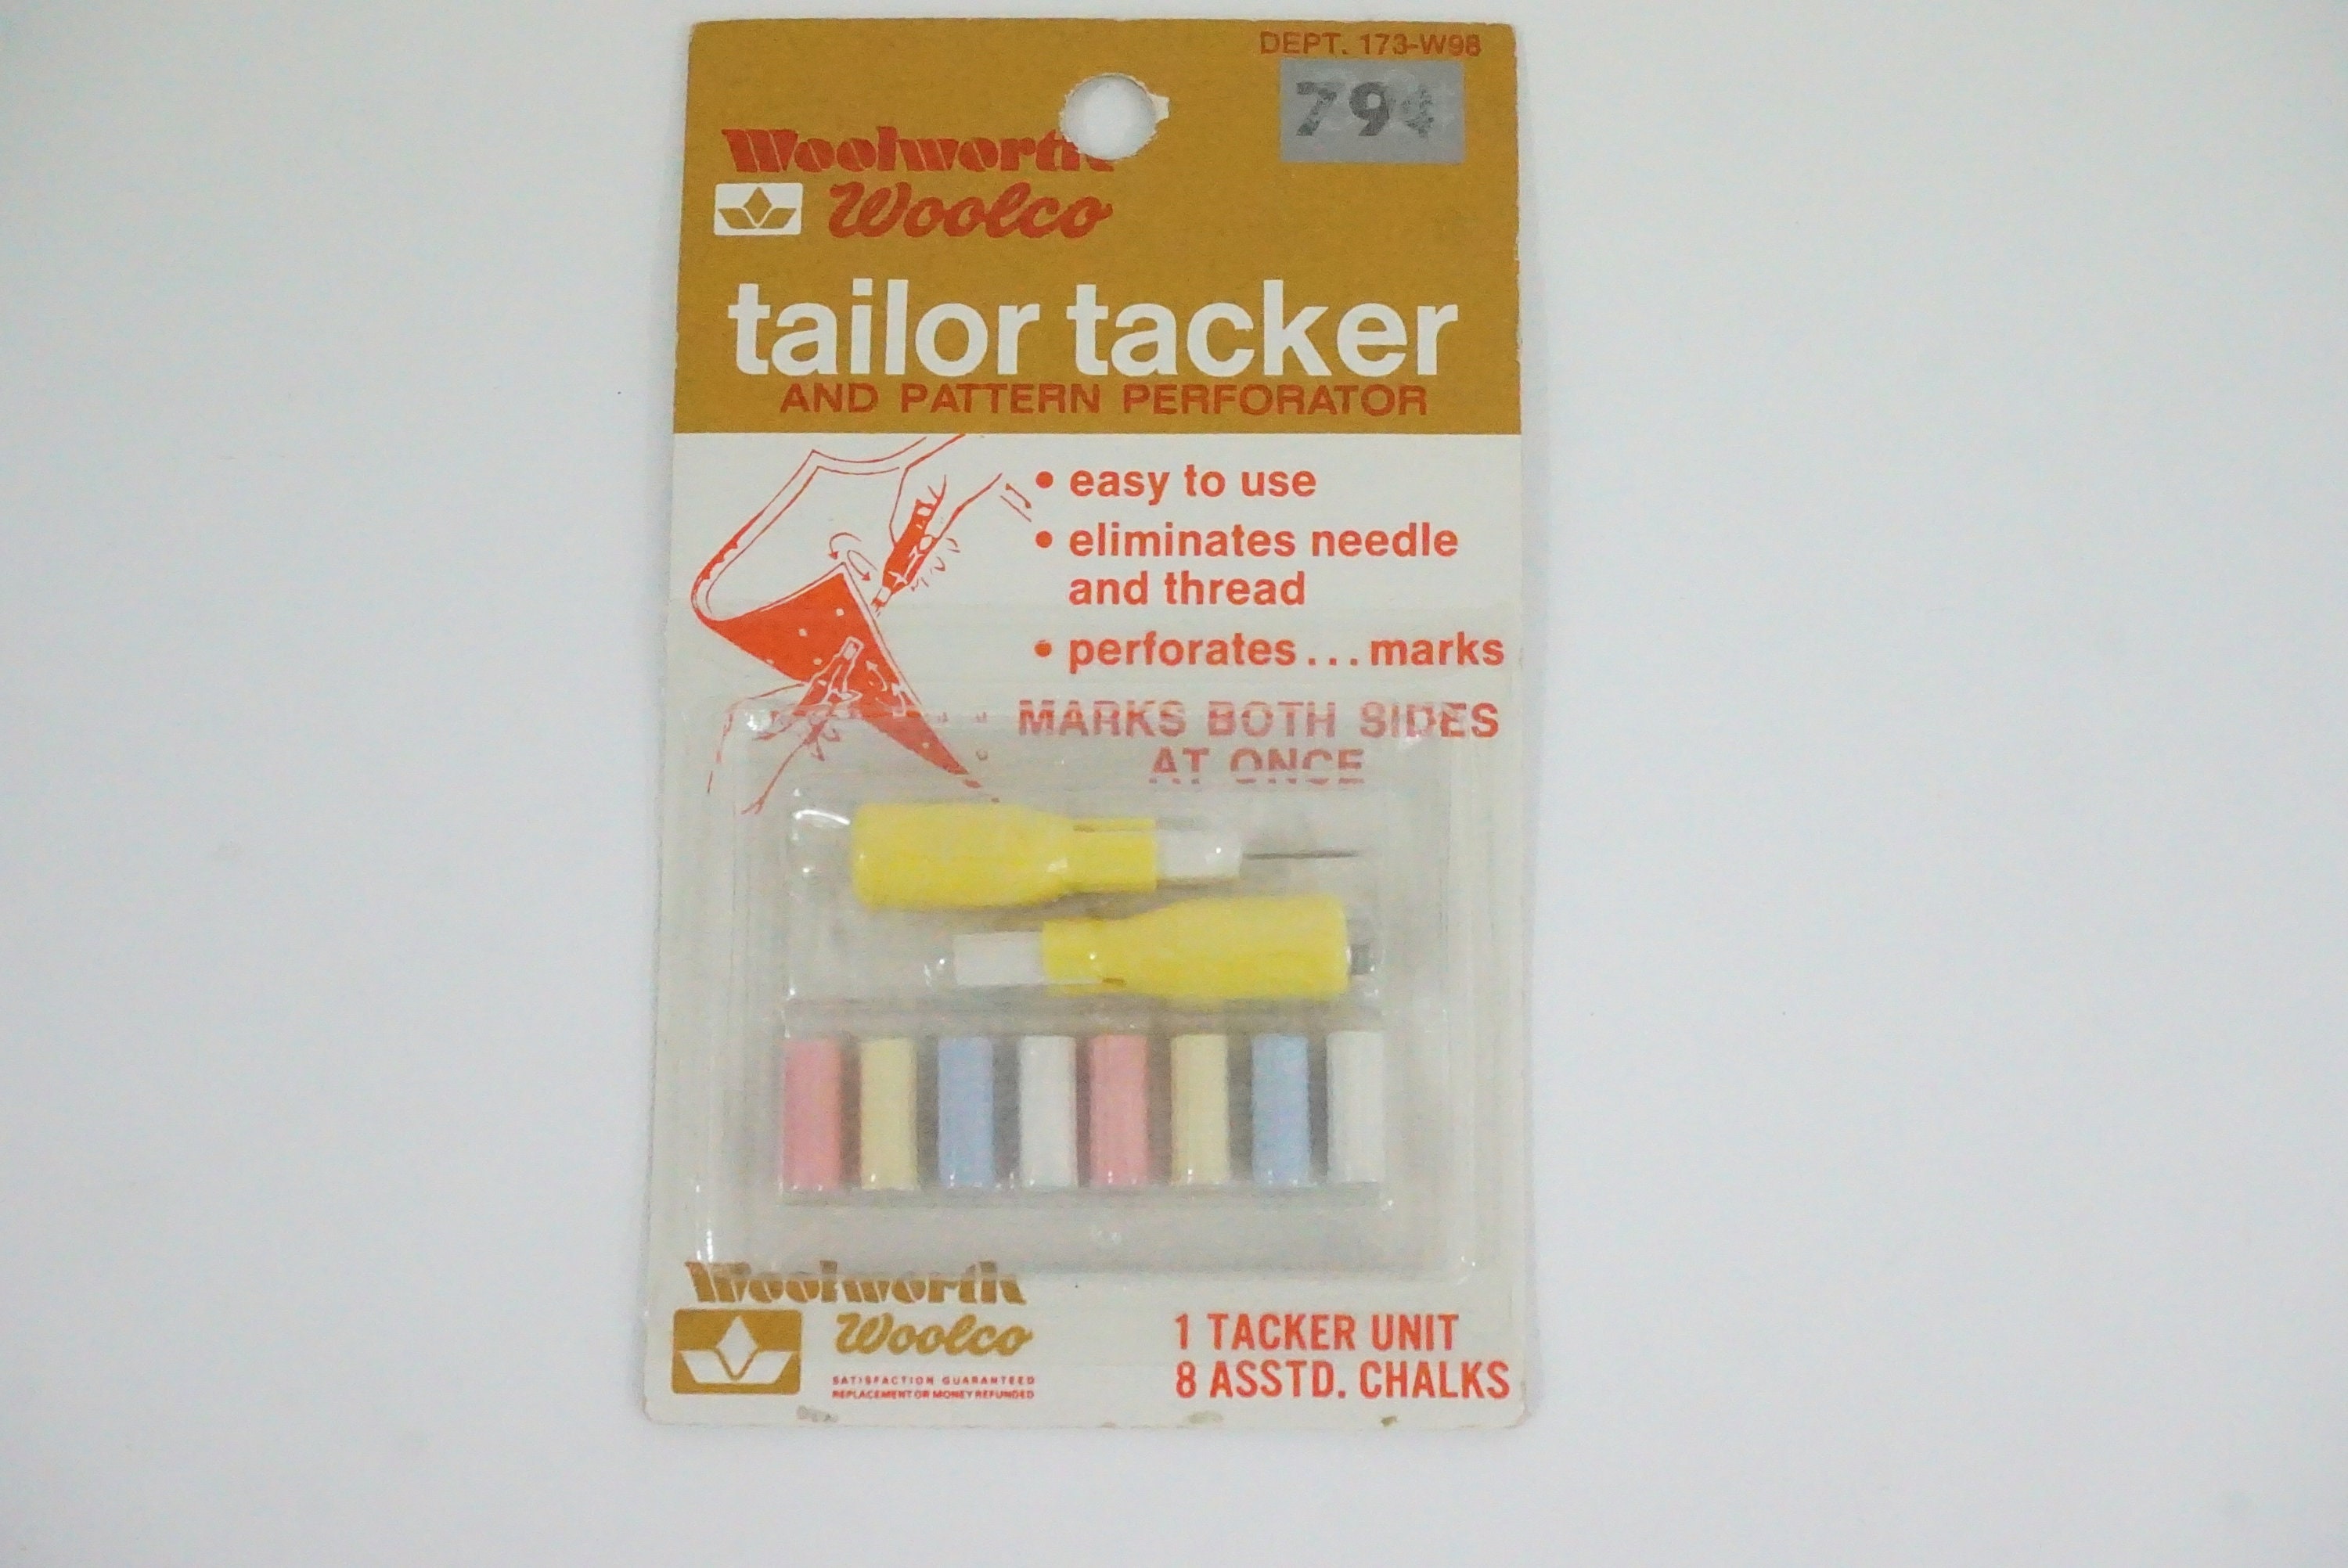 DEPT. 173-W98
79¢
Woolworth
Woolco
tailor tacker
AND PATTERN PERFORATOR
• easy to use
• eliminates needle
and thread
• perforates...marks
MARKS BOTH SIDES
AT ONCE
Woolworth
Woolco
SATISFACTION GUARANTEED
REPLACEMENT OR MONEY REFUNDED
1 TACKER UNIT
8 ASSTD. CHALKS